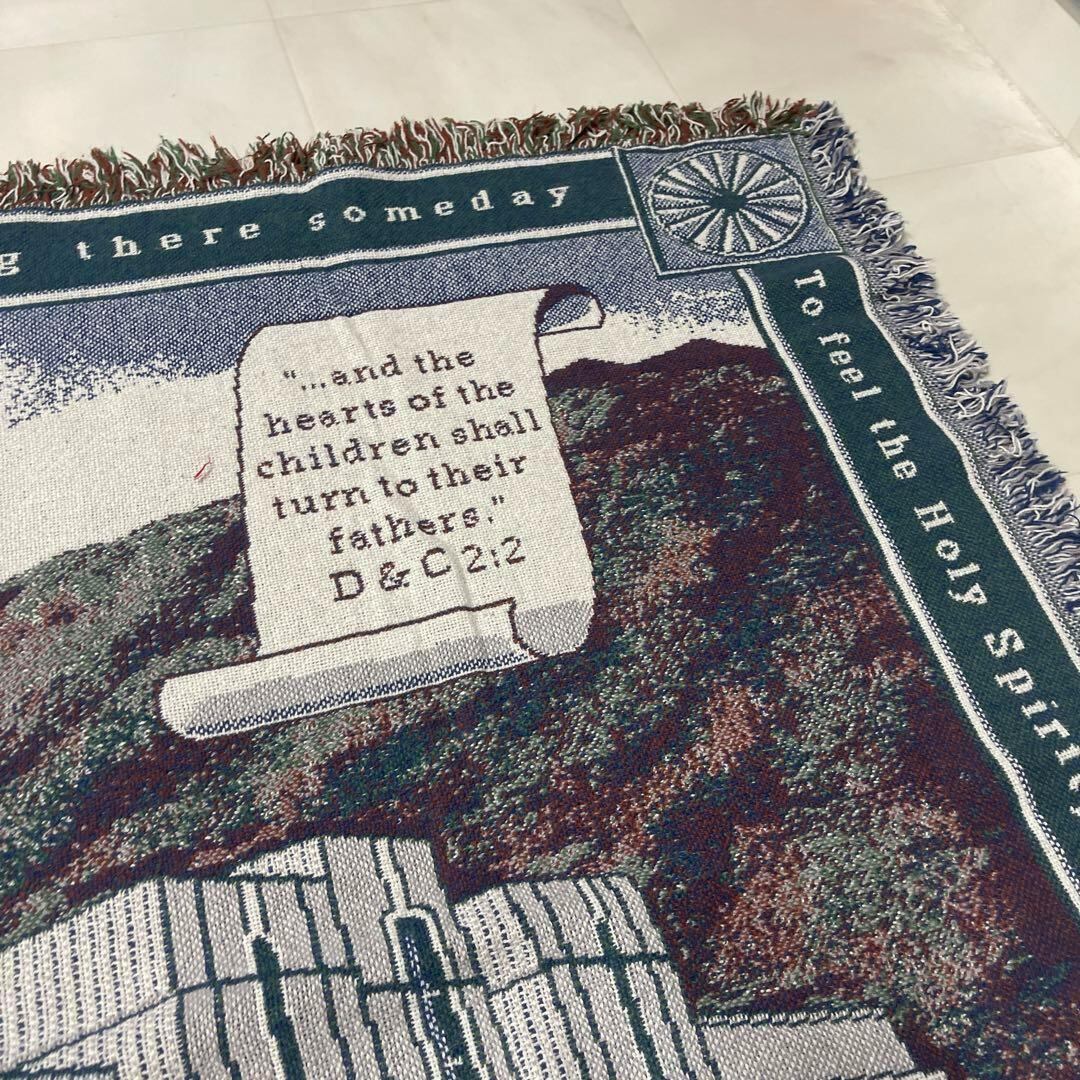 there someday
To feel the Holy Spirit,
"...and the
hearts of the
children shall
turn to their
fathers."
D & C 2:2